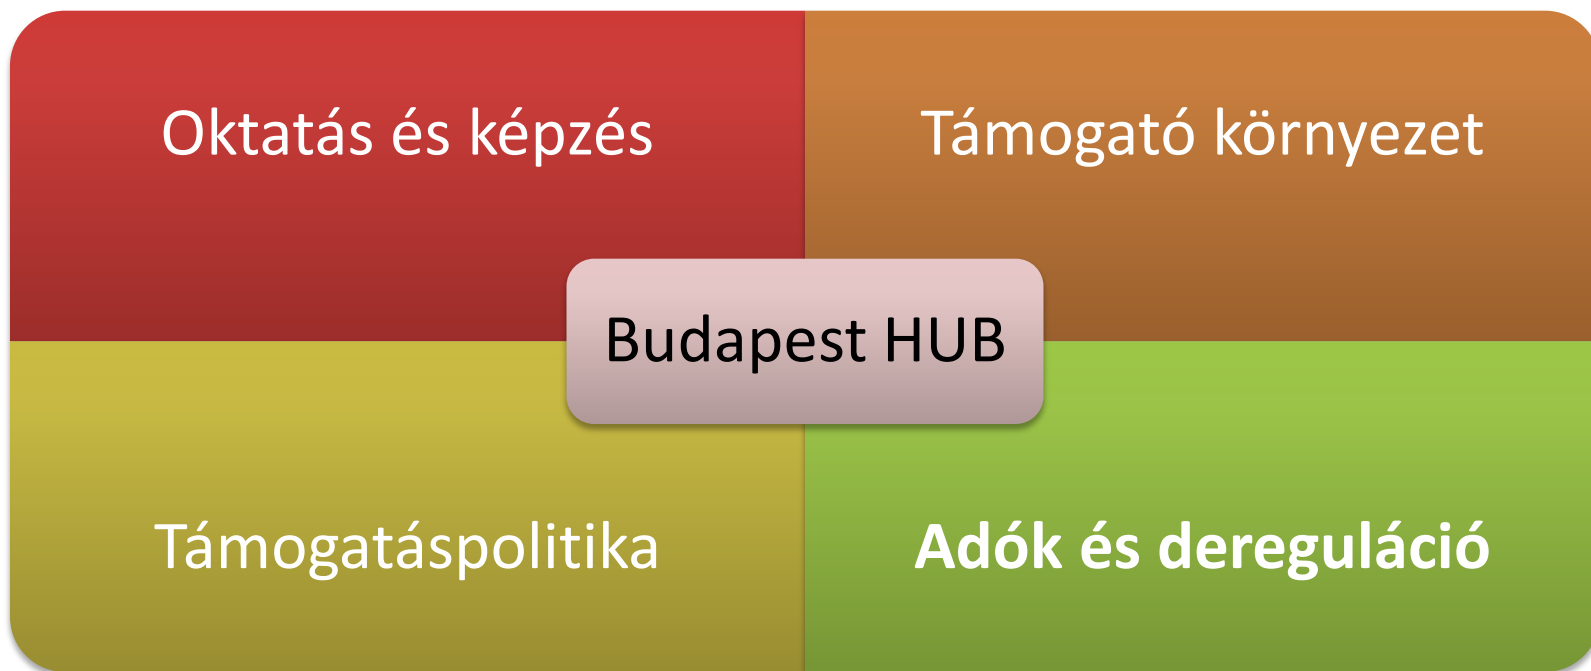 Oktatás és képzés
Támogató környezet
Budapest HUB
Támogatáspolitika
Adók és dereguláció